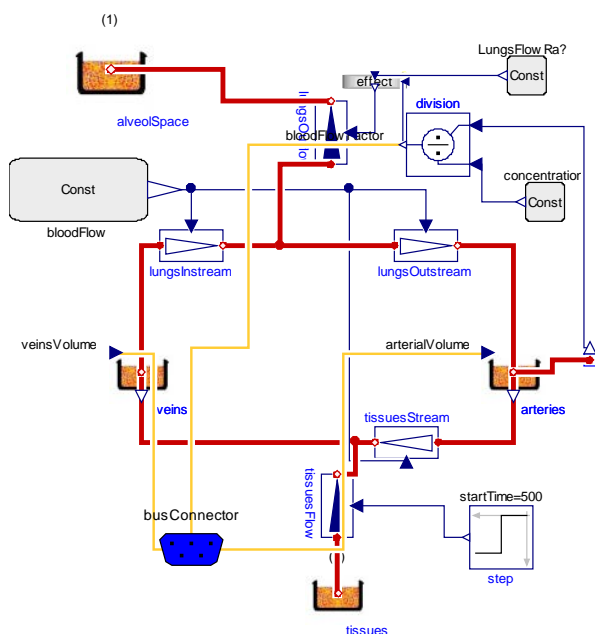 (1)
LungsFlow Ra?
effect
Const
division
alveolSpace
bloodFlowFactor
concentration
Const
Const
bloodFlow
lungsInstream
lungsOutstream
veinsVolume
arterialVolume
veins
arteries
tissuesStream
tissuesFlow
busConnector
startTime=500
step
tissues